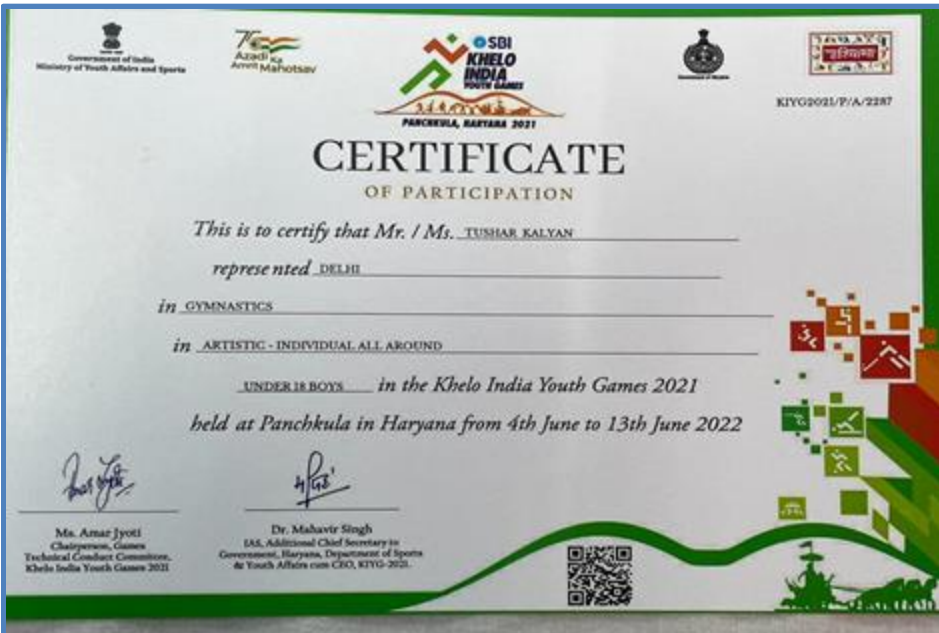 Government of India
Ministry of Youth Affairs and Sports
75
Azadi Ka
Amrit Mahotsav
SBI
KHELO
INDIA
YOUTH GAMES
PANCHKULA, HARYANA 2021
Government of Haryana
हरियाणा
KIYG2021/P/A/2287
CERTIFICATE
OF PARTICIPATION
This is to certify that Mr. / Ms. TUSHAR KALYAN
represented DELHI
in GYMNASTICS
in ARTISTIC - INDIVIDUAL ALL AROUND
UNDER 18 BOYS in the Khelo India Youth Games 2021
held at Panchkula in Haryana from 4th June to 13th June 2022
Ms. Amar Jyoti
Chairperson, Games
Technical Conduct Committee,
Khelo India Youth Games 2021
Dr. Mahavir Singh
IAS, Additional Chief Secretary to
Government, Haryana, Department of Sports
& Youth Affairs cum CEO, KIYG-2021.